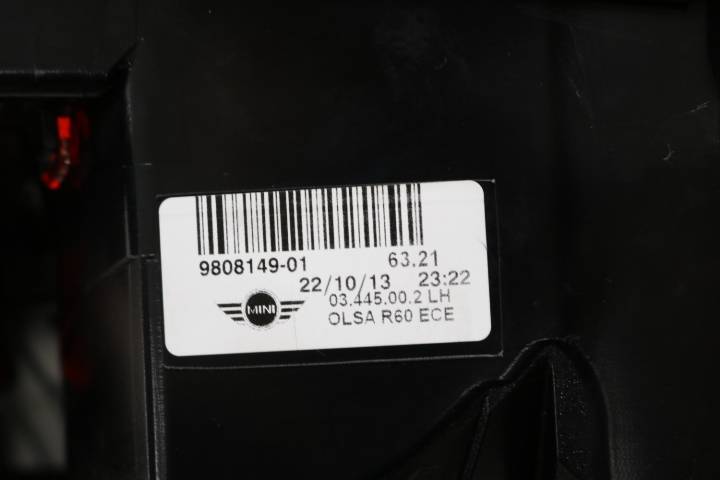 9808149-01 63.21
22/10/13 23:22
03.445.00.2 LH
MINI
OLSA R60 ECE